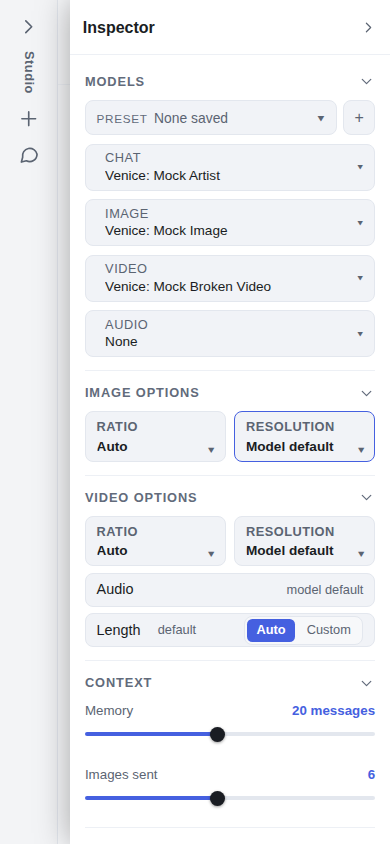 Inspector
Studio
MODELS
PRESET None saved
+
CHAT
Venice: Mock Artist
IMAGE
Venice: Mock Image
VIDEO
Venice: Mock Broken Video
AUDIO
None
IMAGE OPTIONS
RATIO
Auto
RESOLUTION
Model default
VIDEO OPTIONS
RATIO
Auto
RESOLUTION
Model default
Audio model default
Length default Auto Custom
CONTEXT
Memory 20 messages
Images sent 6